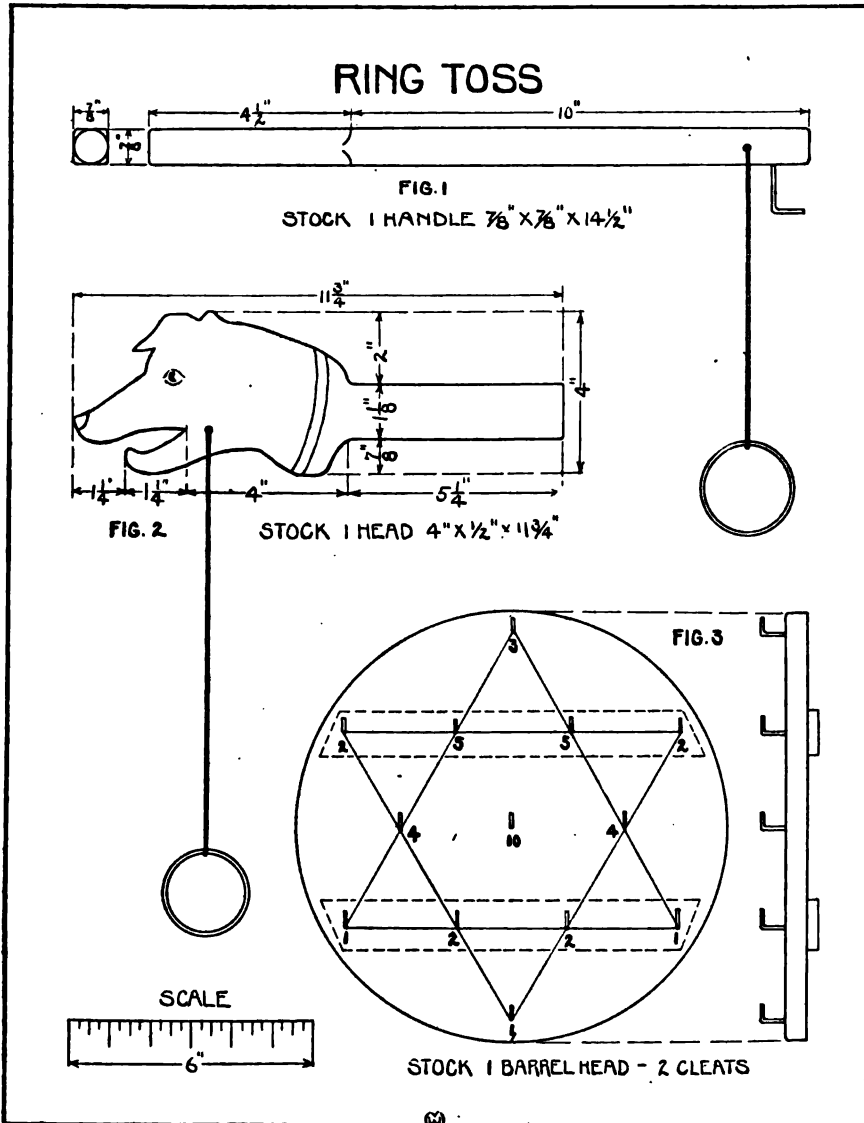 RING TOSS
7/8" 4 1/2" 10"
7/8"
FIG. 1
STOCK 1 HANDLE 7/8" X 7/8" X 14 1/2"
11 3/4"
2"
4"
1 1/8"
7/8"
1 1/4" 1 1/4" 4" 5 1/4"
FIG. 2 STOCK 1 HEAD 4" X 1/2" X 11 3/4"
FIG. 3
3
2 5 5 2
4 10 4
1 2 2 1
1
SCALE
6"
STOCK 1 BARREL HEAD - 2 CLEATS